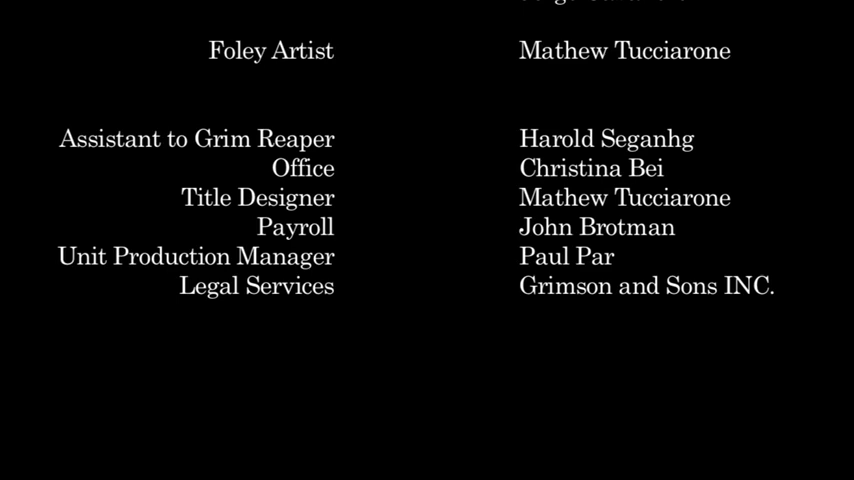 Foley Artist Mathew Tucciarone
Assistant to Grim Reaper Harold Seganhg
Office Christina Bei
Title Designer Mathew Tucciarone
Payroll John Brotman
Unit Production Manager Paul Par
Legal Services Grimson and Sons INC.